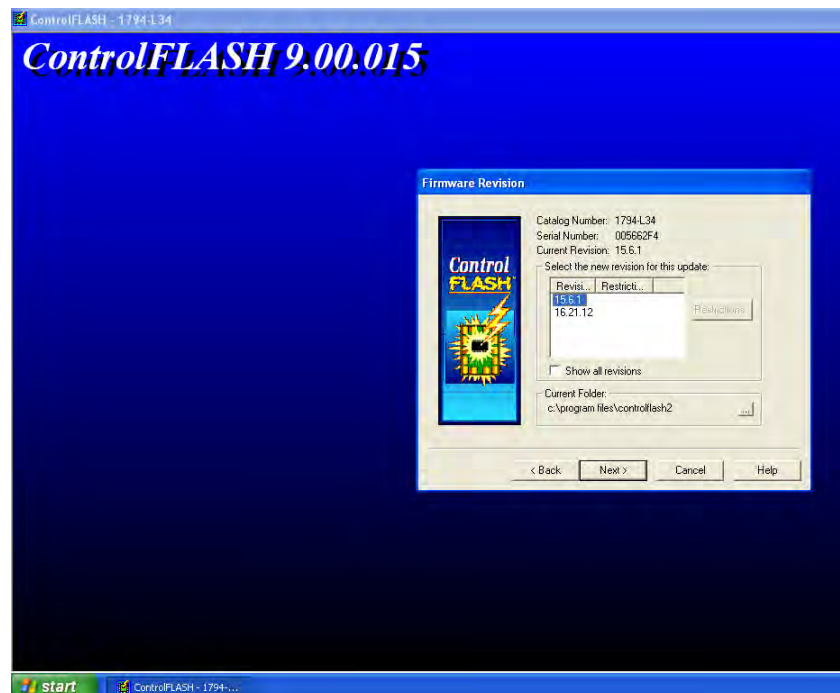 ControlFLASH - 1794-L34
ControlFLASH 9.00.015
Firmware Revision
Catalog Number: 1794-L34
Serial Number: 005662F4
Current Revision: 15.6.1
Control
FLASH
Select the new revision for this update:
Revisi... Restricti...
15.6.1
16.21.12
Restrictions
Show all revisions
Current Folder:
c:\program files\controlflash2
...
< Back Next > Cancel Help
start ControlFLASH - 1794-...